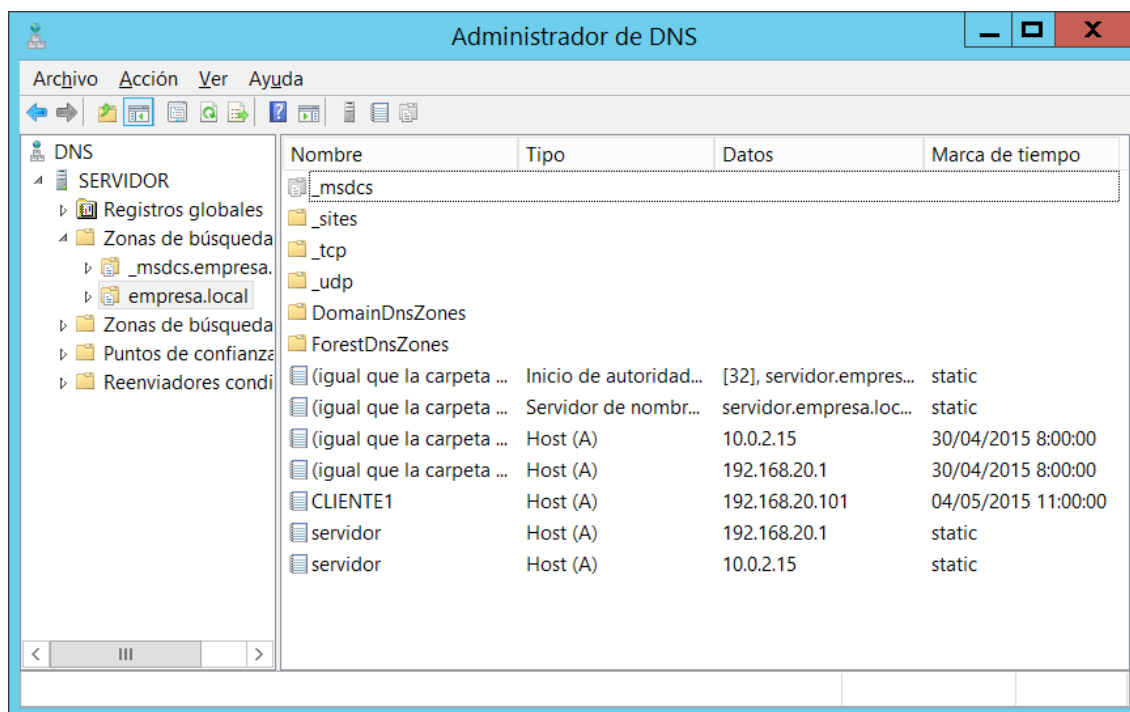 Administrador de DNS
Archivo Acción Ver Ayuda
DNS
SERVIDOR
Registros globales
Zonas de búsqueda
_msdcs.empresa.
empresa.local
Zonas de búsqueda
Puntos de confianza
Reenviadores condi
Nombre Tipo Datos Marca de tiempo
_msdcs
_sites
_tcp
_udp
DomainDnsZones
ForestDnsZones
(igual que la carpeta ... Inicio de autoridad... [32], servidor.empres... static
(igual que la carpeta ... Servidor de nombr... servidor.empresa.loc... static
(igual que la carpeta ... Host (A) 10.0.2.15 30/04/2015 8:00:00
(igual que la carpeta ... Host (A) 192.168.20.1 30/04/2015 8:00:00
CLIENTE1 Host (A) 192.168.20.101 04/05/2015 11:00:00
servidor Host (A) 192.168.20.1 static
servidor Host (A) 10.0.2.15 static